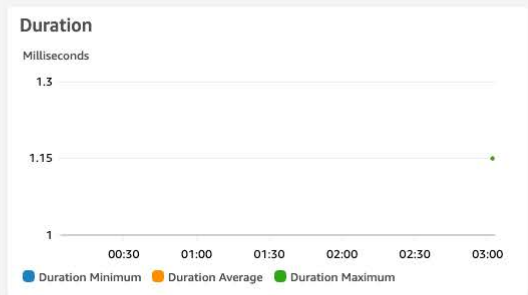 Duration
Milliseconds
1.3
1.15
1
00:30 01:00 01:30 02:00 02:30 03:00
Duration Minimum Duration Average Duration Maximum